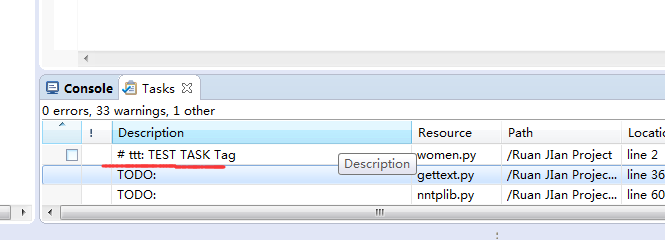 Console Tasks
0 errors, 33 warnings, 1 other
! Description Resource Path Locatio
# ttt: TEST TASK Tag women.py /Ruan JIan Project line 2
Description
TODO: gettext.py /Ruan JIan Projec... line 36
TODO: nntplib.py /Ruan JIan Projec... line 60